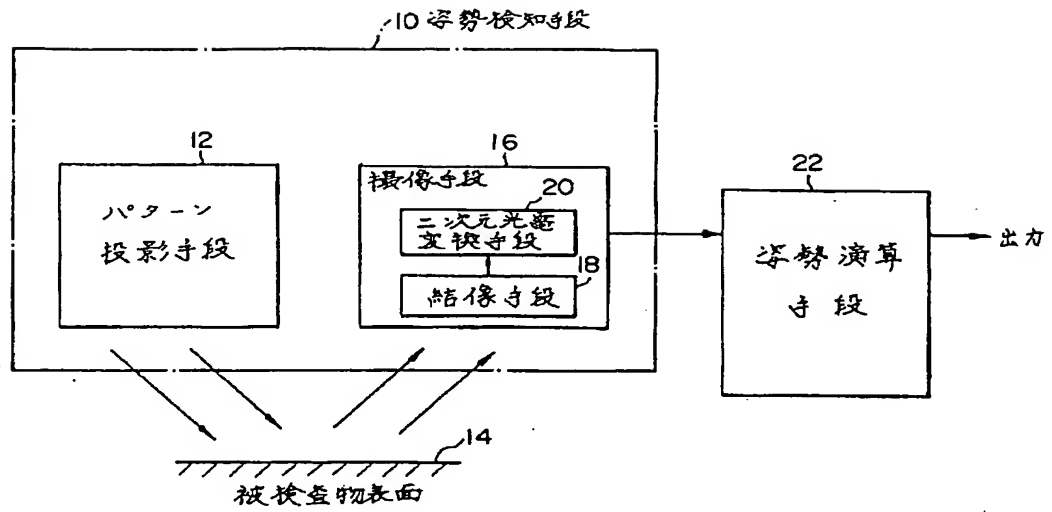 10 姿勢検知手段
12
パターン
投影手段
16
撮像手段
20
二次元光電
変換手段
18
結像手段
22
姿勢演算
手段
出力
14
被検査物表面